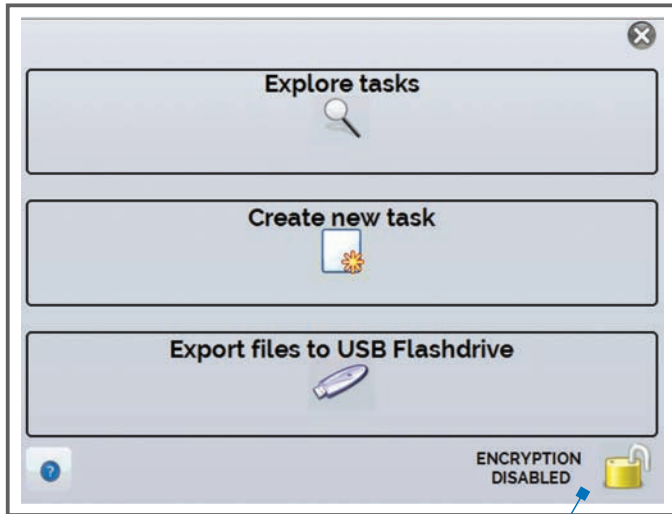 Explore tasks
Create new task
Export files to USB Flashdrive
?
ENCRYPTION
DISABLED